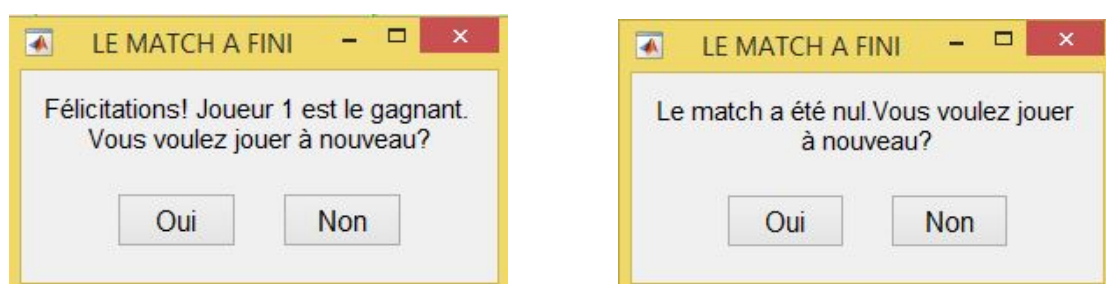 LE MATCH A FINI
Félicitations! Joueur 1 est le gagnant.
Vous voulez jouer à nouveau?
Oui
Non
LE MATCH A FINI
Le match a été nul.Vous voulez jouer
à nouveau?
Oui
Non